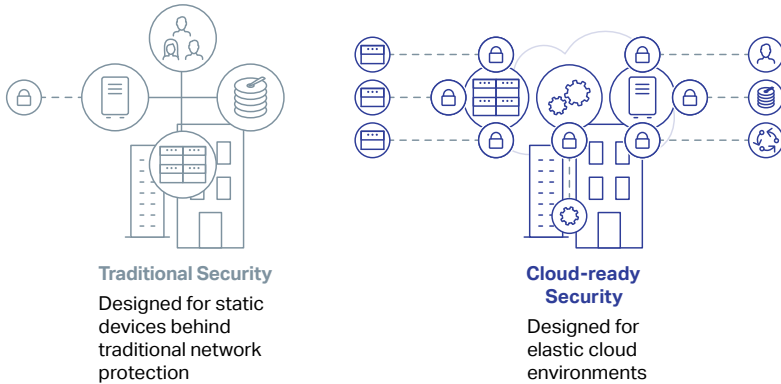 Traditional Security
Designed for static
devices behind
traditional network
protection
Cloud-ready
Security
Designed for
elastic cloud
environments